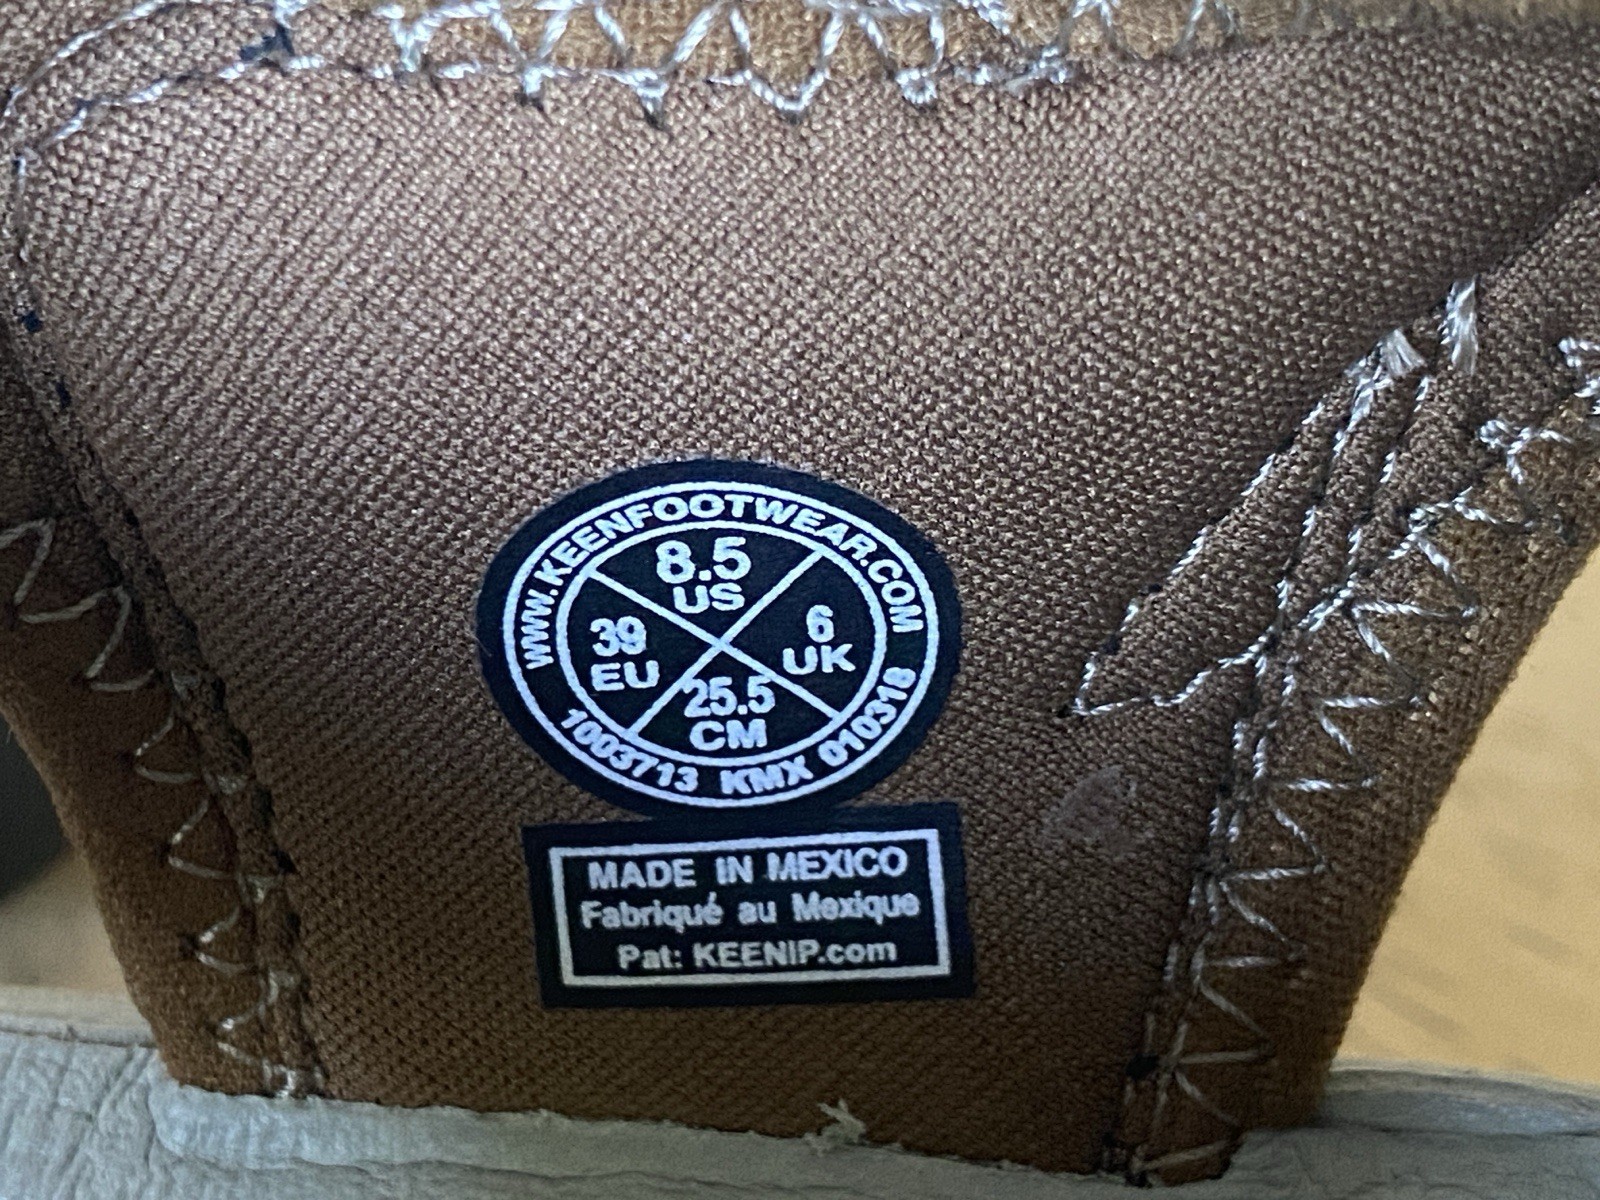 WWW.KEENFOOTWEAR.COM
8.5
US
39
EU
6
UK
25.5
CM
1003713 KMX 010318
MADE IN MEXICO
Fabriqué au Mexique
Pat: KEENIP.com